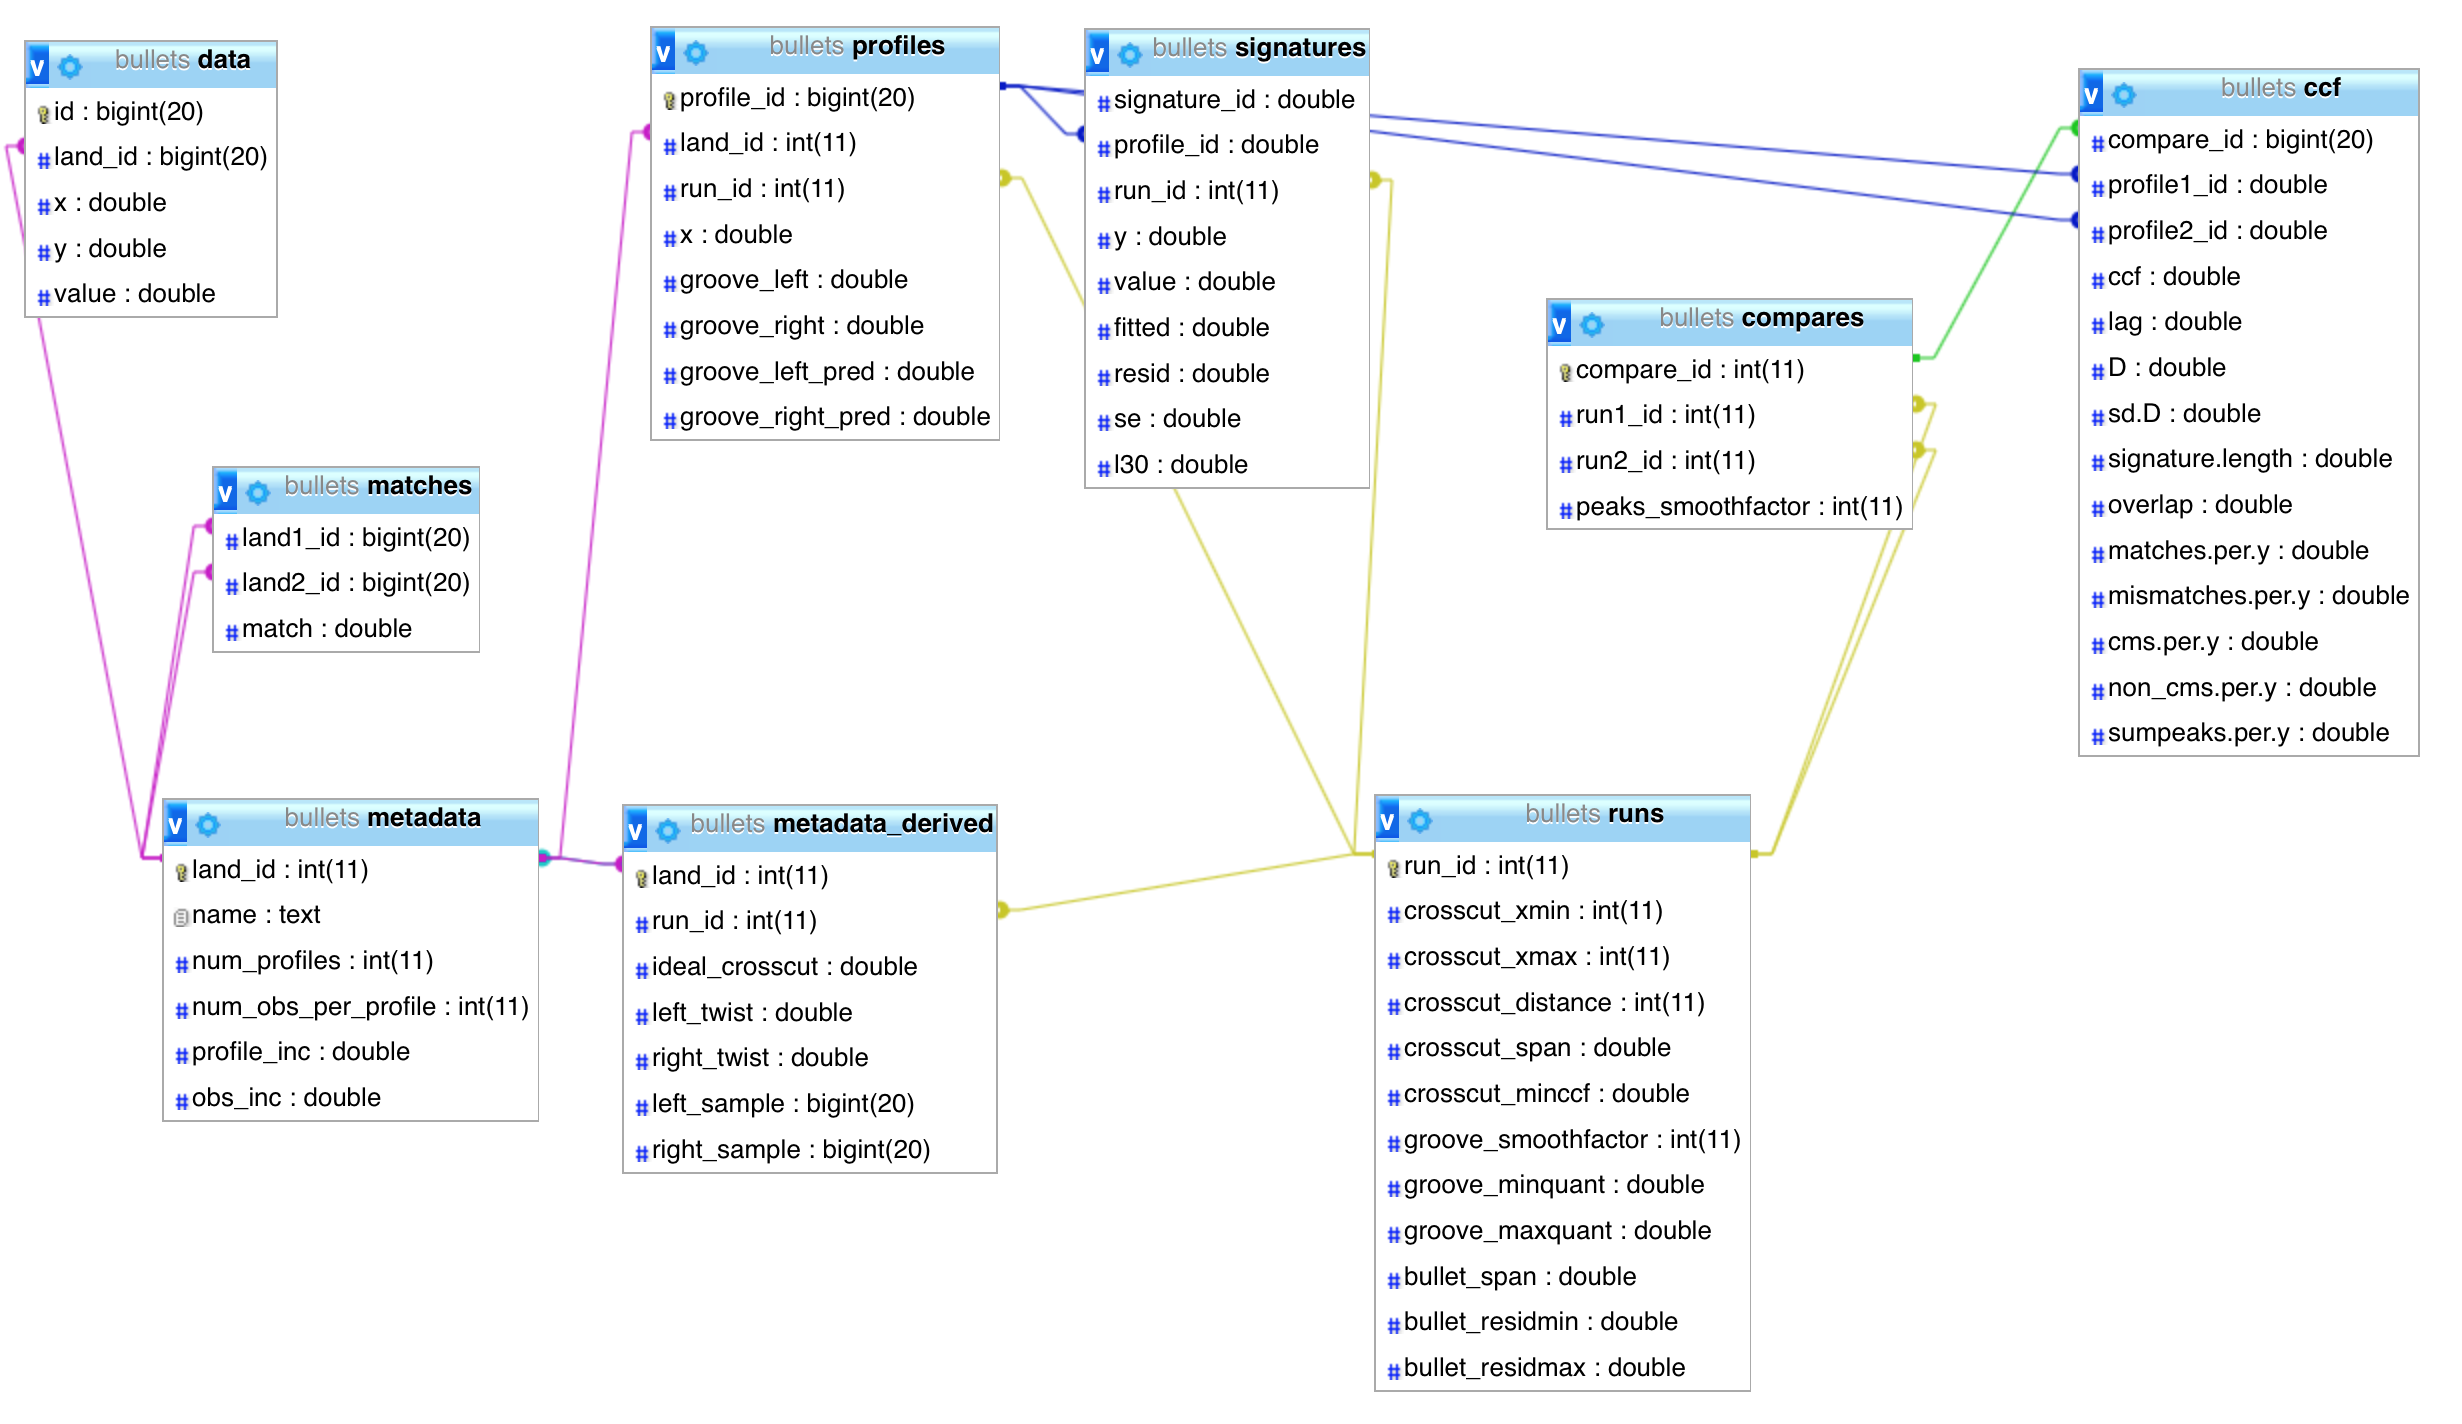 bullets data
id : bigint(20)
land_id : bigint(20)
x : double
y : double
value : double
bullets profiles
profile_id : bigint(20)
land_id : int(11)
run_id : int(11)
x : double
groove_left : double
groove_right : double
groove_left_pred : double
groove_right_pred : double
bullets signatures
signature_id : double
profile_id : double
run_id : int(11)
y : double
value : double
fitted : double
resid : double
se : double
l30 : double
bullets ccf
compare_id : bigint(20)
profile1_id : double
profile2_id : double
ccf : double
lag : double
D : double
sd.D : double
signature.length : double
overlap : double
matches.per.y : double
mismatches.per.y : double
cms.per.y : double
non_cms.per.y : double
sumpeaks.per.y : double
bullets compares
compare_id : int(11)
run1_id : int(11)
run2_id : int(11)
peaks_smoothfactor : int(11)
bullets matches
land1_id : bigint(20)
land2_id : bigint(20)
match : double
bullets metadata
land_id : int(11)
name : text
num_profiles : int(11)
num_obs_per_profile : int(11)
profile_inc : double
obs_inc : double
bullets metadata_derived
land_id : int(11)
run_id : int(11)
ideal_crosscut : double
left_twist : double
right_twist : double
left_sample : bigint(20)
right_sample : bigint(20)
bullets runs
run_id : int(11)
crosscut_xmin : int(11)
crosscut_xmax : int(11)
crosscut_distance : int(11)
crosscut_span : double
crosscut_minccf : double
groove_smoothfactor : int(11)
groove_minquant : double
groove_maxquant : double
bullet_span : double
bullet_residmin : double
bullet_residmax : double